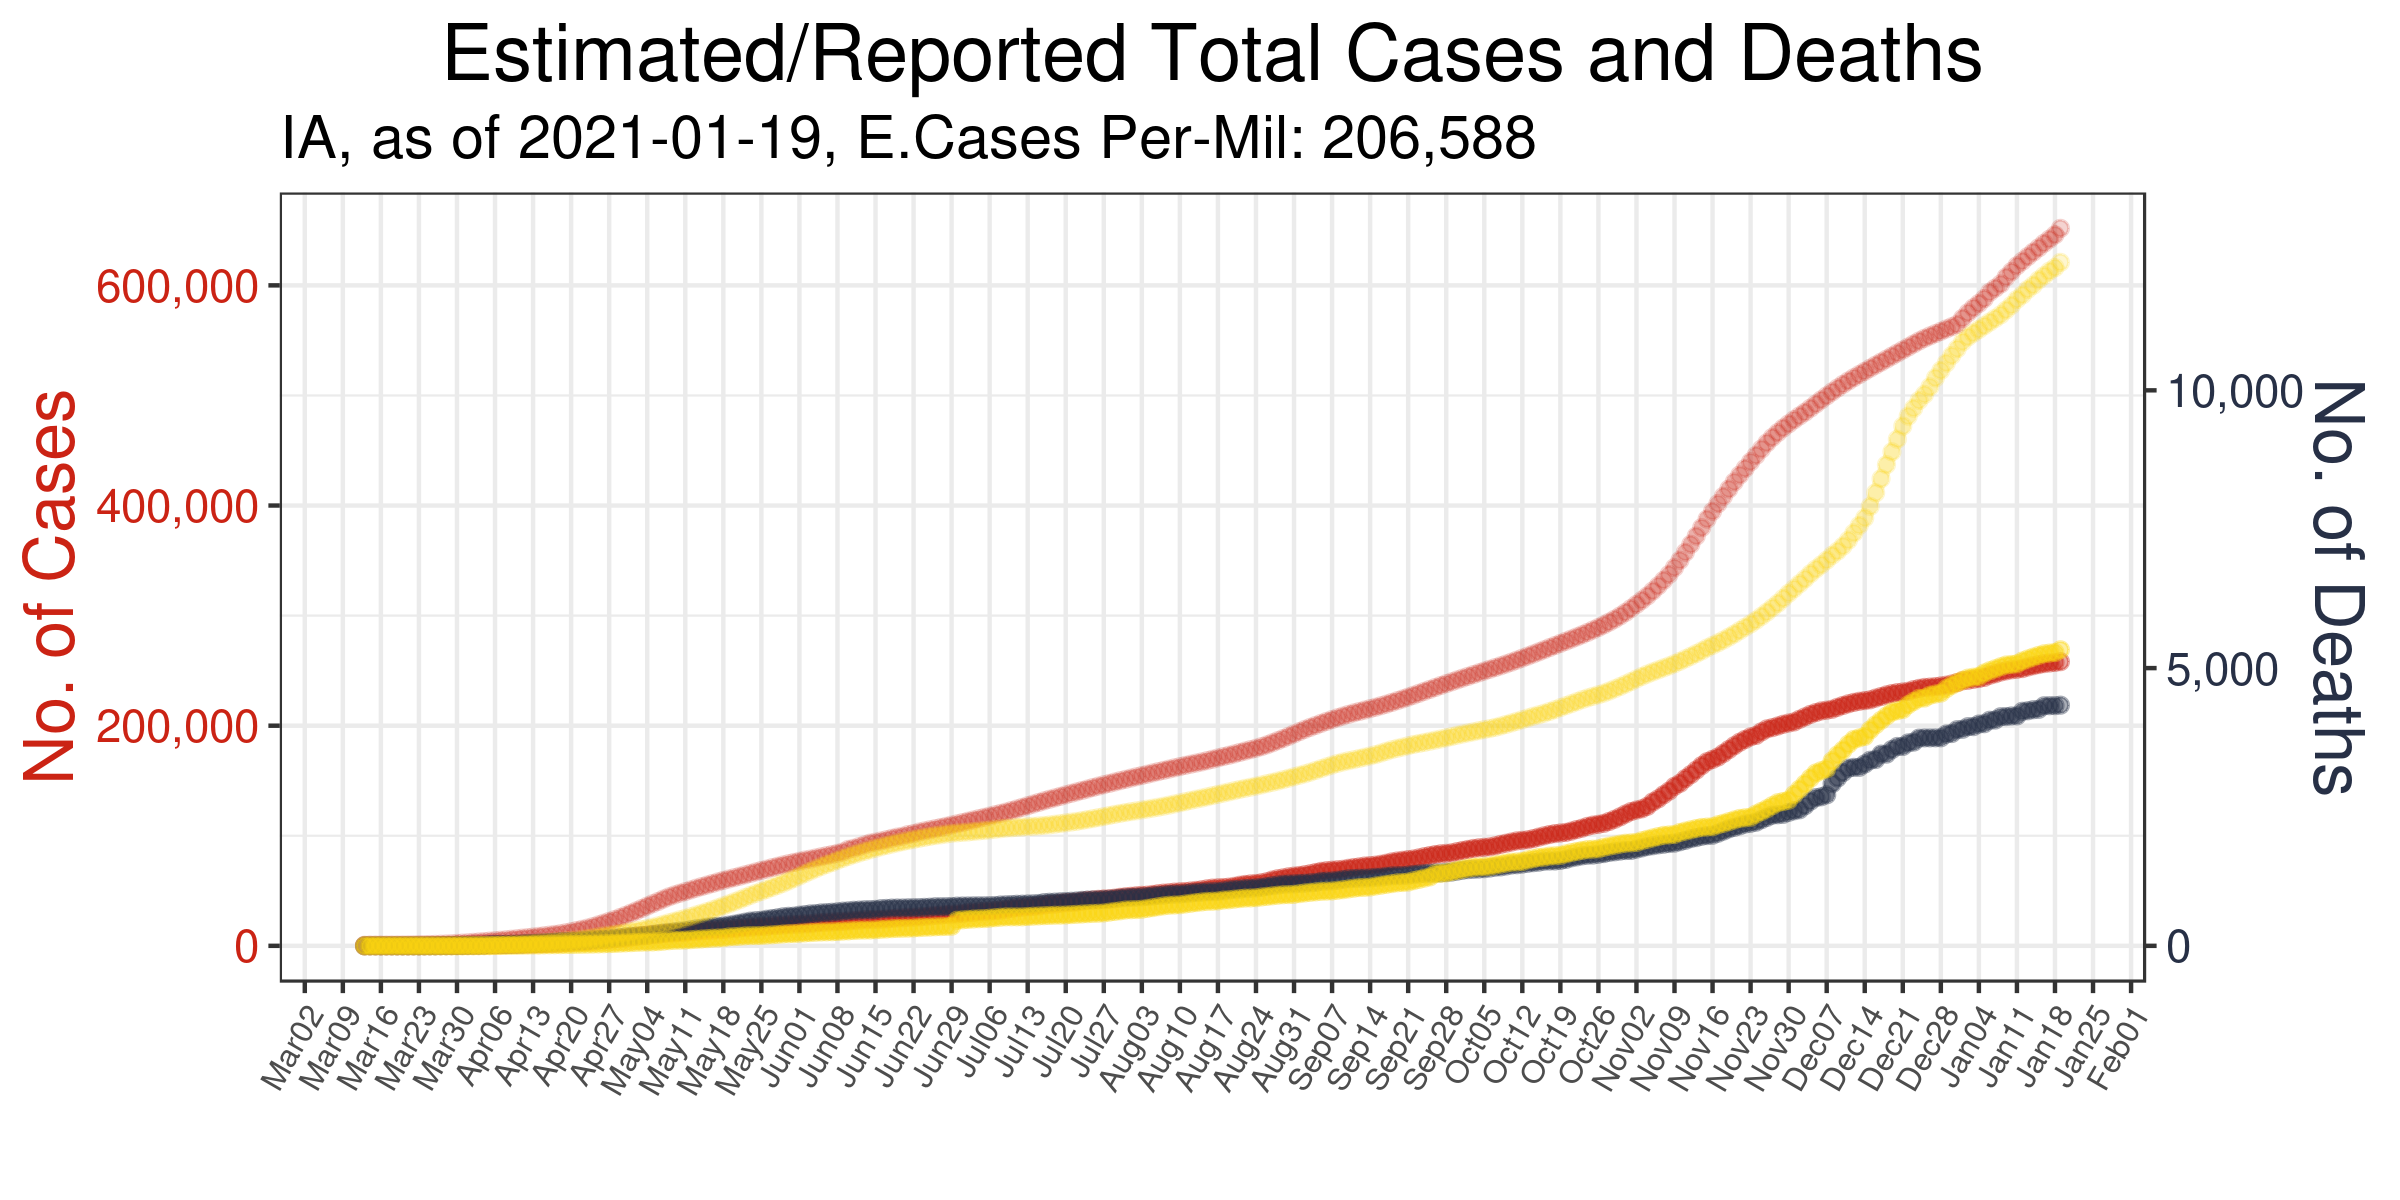 Estimated/Reported Total Cases and Deaths
IA, as of 2021-01-19, E.Cases Per-Mil: 206,588
No. of Cases
600,000
400,000
200,000
0
10,000
5,000
0
No. of Deaths
Mar02
Mar09
Mar16
Mar23
Mar30
Apr06
Apr13
Apr20
Apr27
May04
May11
May18
May25
Jun01
Jun08
Jun15
Jun22
Jun29
Jul06
Jul13
Jul20
Jul27
Aug03
Aug10
Aug17
Aug24
Aug31
Sep07
Sep14
Sep21
Sep28
Oct05
Oct12
Oct19
Oct26
Nov02
Nov09
Nov16
Nov23
Nov30
Dec07
Dec14
Dec21
Dec28
Jan04
Jan11
Jan18
Jan25
Feb01